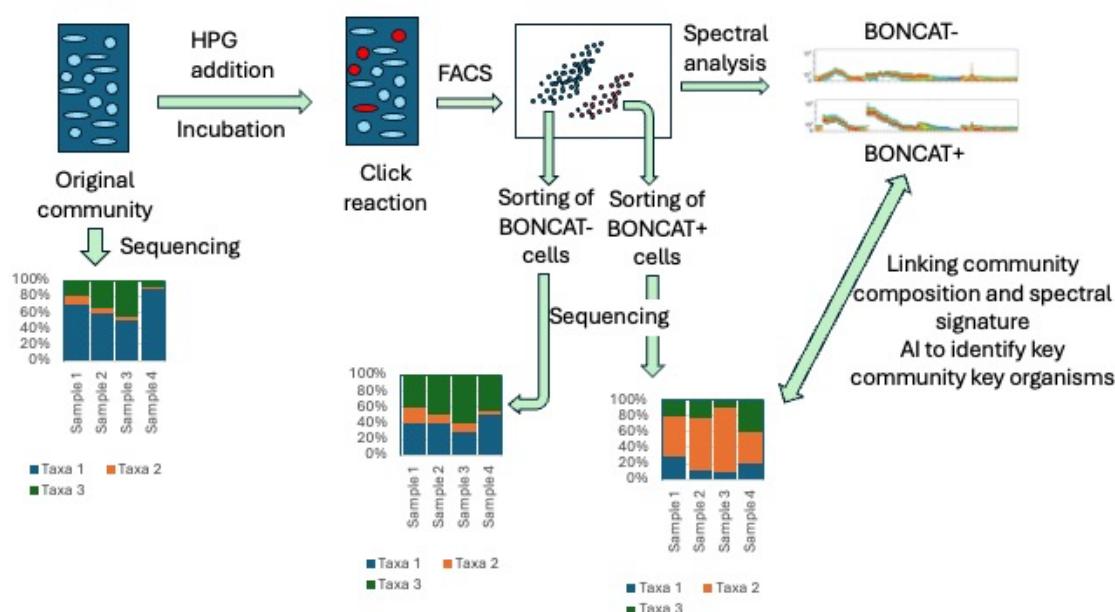 HPG
addition
Incubation
FACS
Spectral
analysis
BONCAT-
BONCAT+
Original
community
Click
reaction
Sorting of
BONCAT-
cells
Sorting of
BONCAT+
cells
Sequencing
Sequencing
Linking community
composition and spectral
signature
AI to identify key
community key organisms
100%
80%
60%
40%
20%
0%
Sample 1
Sample 2
Sample 3
Sample 4
Taxa 1
Taxa 2
Taxa 3
100%
80%
60%
40%
20%
0%
Sample 1
Sample 2
Sample 3
Sample 4
Taxa 1
Taxa 2
Taxa 3
100%
80%
60%
40%
20%
0%
Sample 1
Sample 2
Sample 3
Sample 4
Taxa 1
Taxa 2
Taxa 3